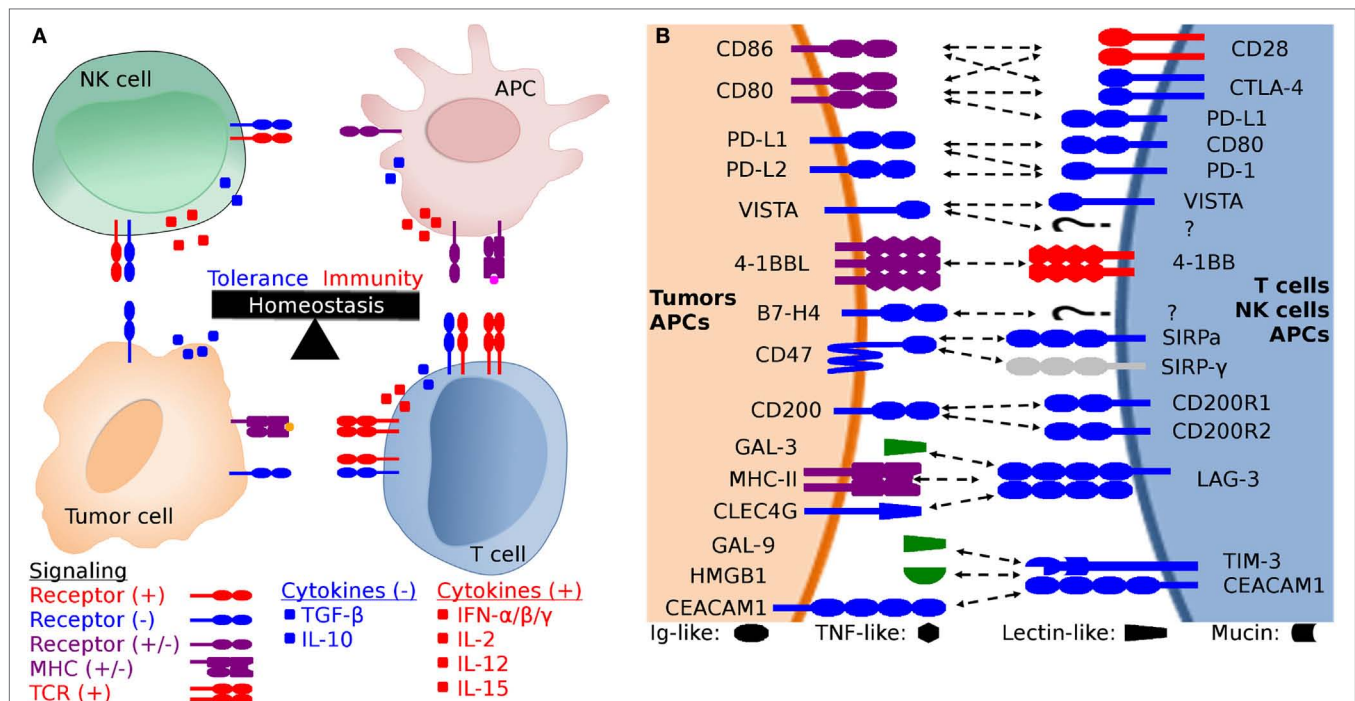 A
NK cell
APC
Tolerance Immunity
Homeostasis
Tumor cell
T cell
Signaling
Receptor (+)
Receptor (-)
Receptor (+/-)
MHC (+/-)
TCR (+)
Cytokines (-)
TGF-β
IL-10
Cytokines (+)
IFN-α/β/γ
IL-2
IL-12
IL-15
B
CD86
CD80
PD-L1
PD-L2
VISTA
4-1BBL
Tumors
APCs
B7-H4
CD47
CD200
GAL-3
MHC-II
CLEC4G
GAL-9
HMGB1
CEACAM1
CD28
CTLA-4
PD-L1
CD80
PD-1
VISTA
?
4-1BB
T cells
NK cells
APCs
?
SIRPa
SIRP-γ
CD200R1
CD200R2
LAG-3
TIM-3
CEACAM1
Ig-like: TNF-like: Lectin-like: Mucin: